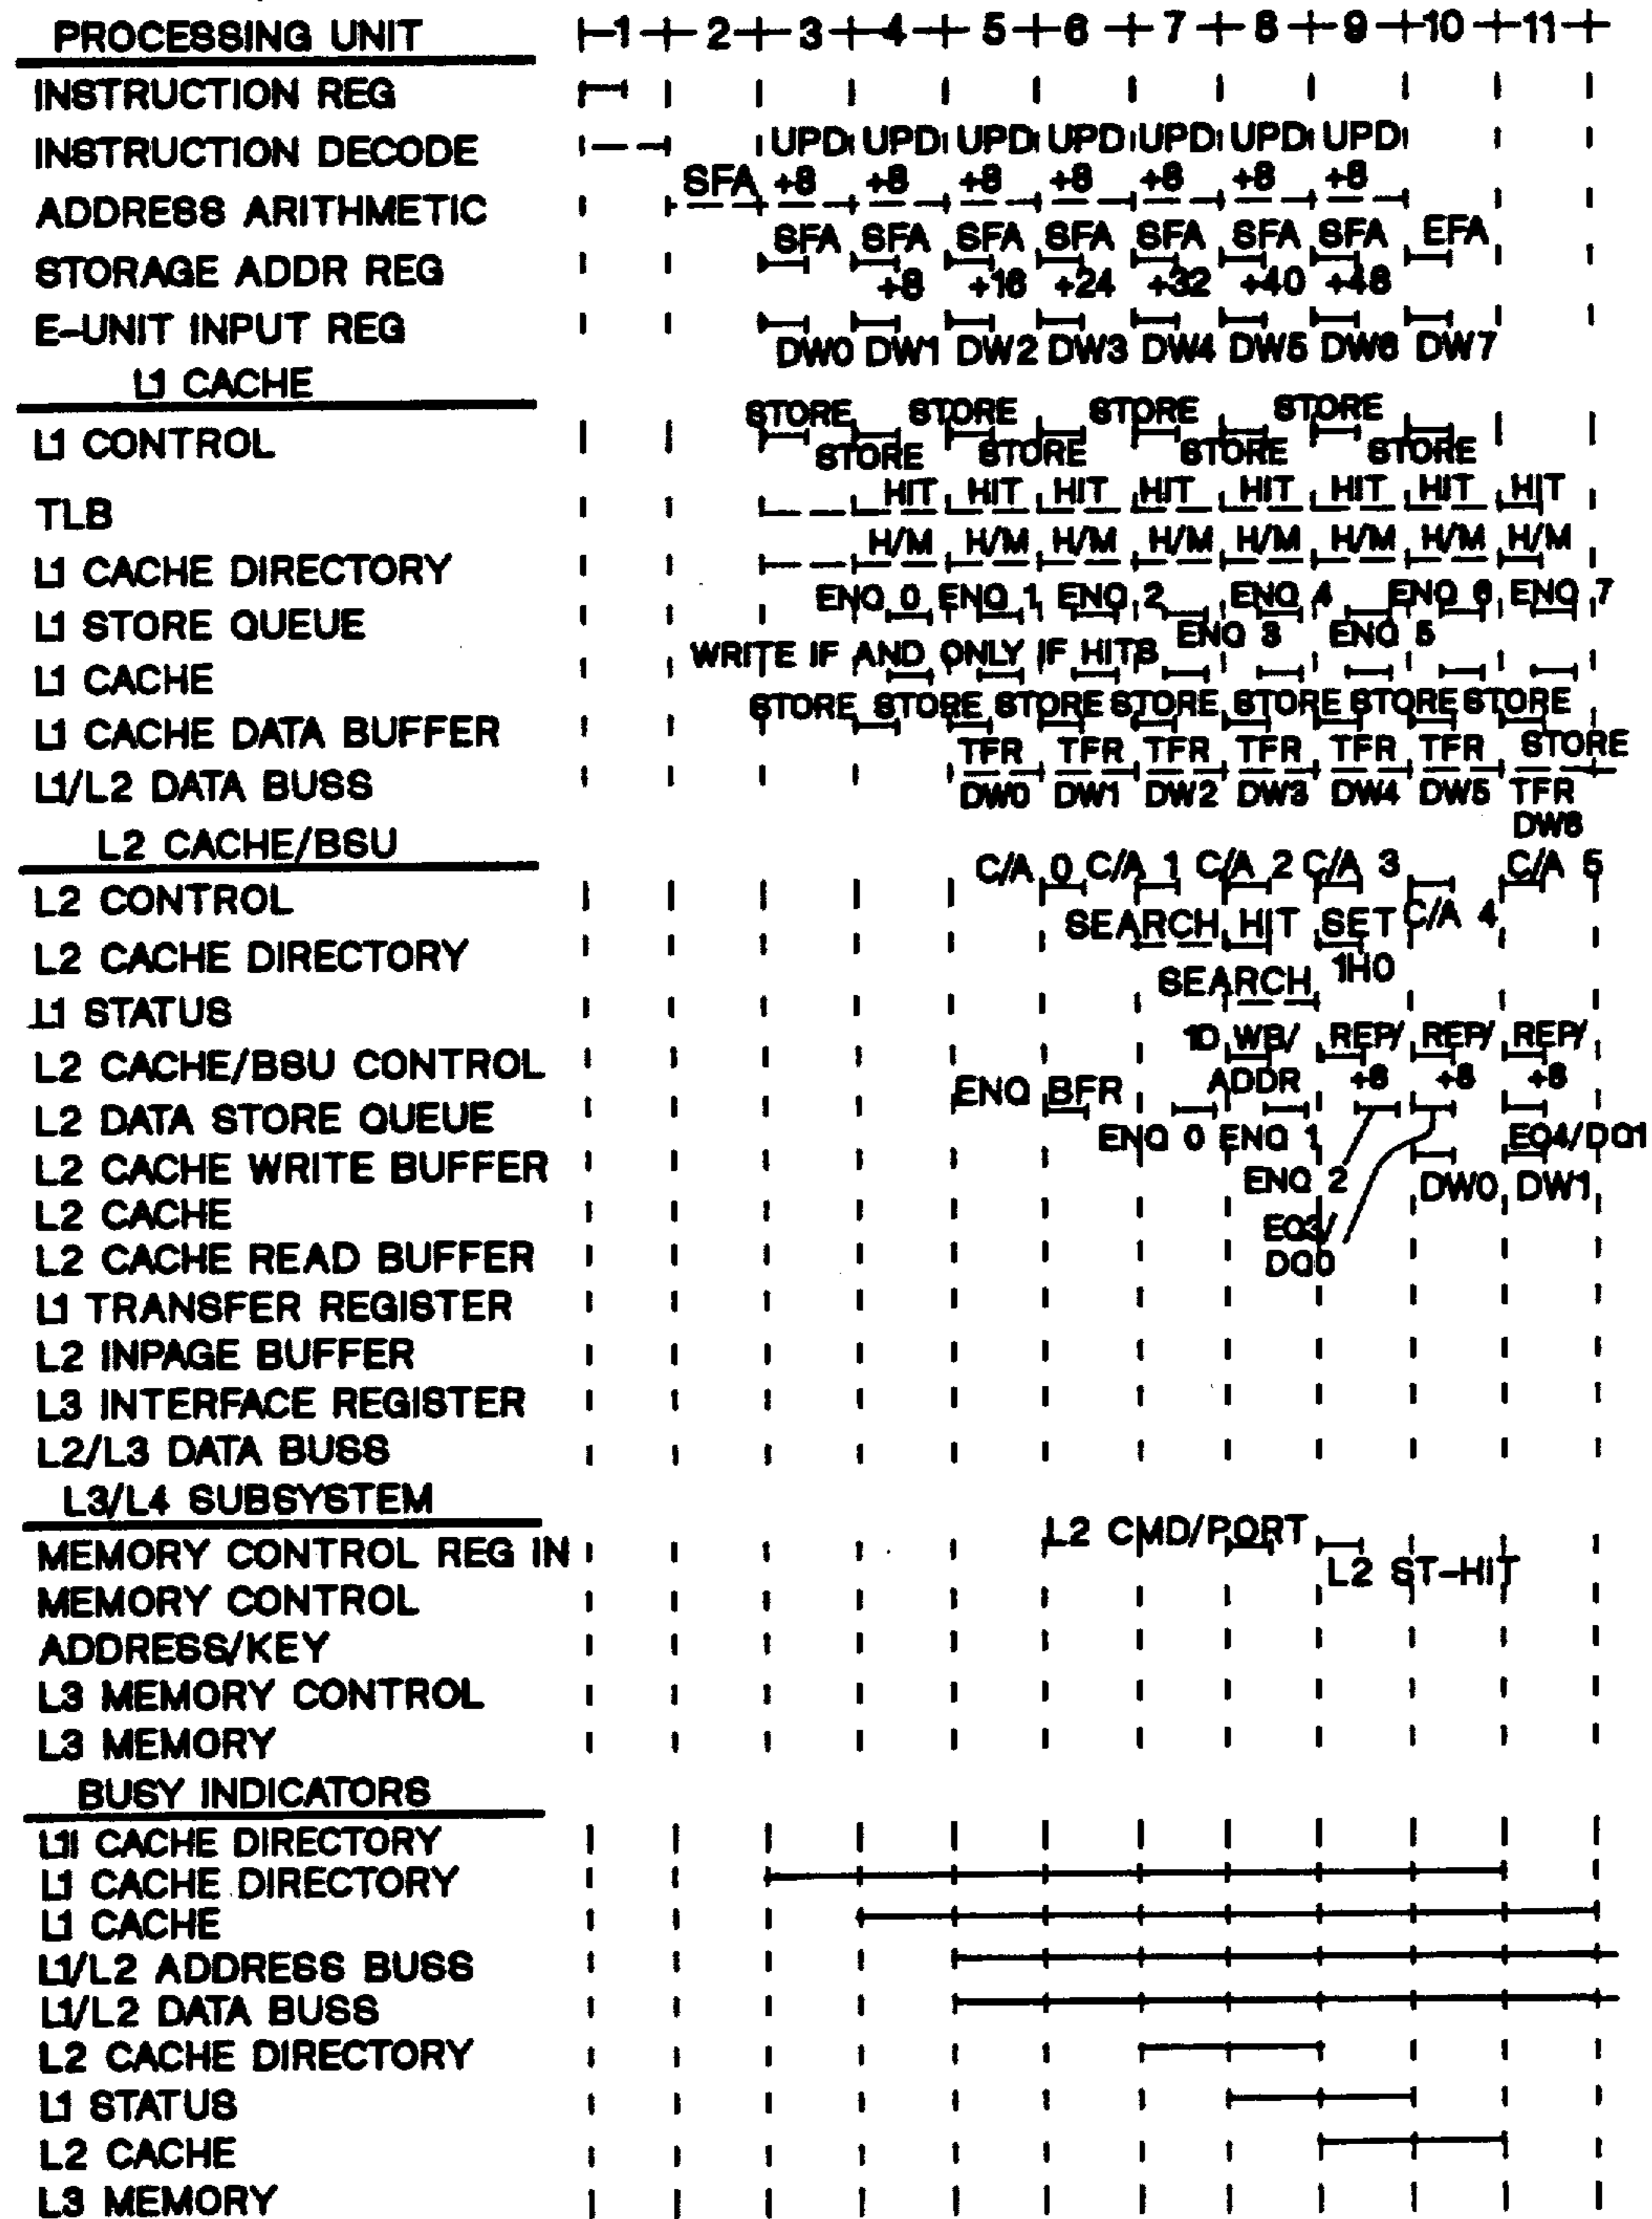 PROCESSING UNIT 1 2 3 4 5 6 7 8 9 10 11
INSTRUCTION REG
INSTRUCTION DECODE UPD UPD UPD UPD UPD UPD UPD
SFA +8 +8 +8 +8 +8 +8 +8
ADDRESS ARITHMETIC
SFA SFA SFA SFA SFA SFA SFA EFA
STORAGE ADDR REG +8 +16 +24 +32 +40 +48
E-UNIT INPUT REG
DW0 DW1 DW2 DW3 DW4 DW5 DW6 DW7
L1 CACHE
STORE STORE STORE STORE
L1 CONTROL STORE STORE STORE STORE
HIT HIT HIT HIT HIT HIT HIT HIT
TLB
H/M H/M H/M H/M H/M H/M H/M H/M
L1 CACHE DIRECTORY
ENQ 0 ENQ 1 ENQ 2 ENQ 4 ENQ 6 ENQ 7
L1 STORE QUEUE ENQ 3 ENQ 5
WRITE IF AND ONLY IF HITS
L1 CACHE
STORE STORE STORE STORE STORE STORE STORE
L1 CACHE DATA BUFFER
TFR TFR TFR TFR TFR TFR STORE
L1/L2 DATA BUSS DW0 DW1 DW2 DW3 DW4 DW5 TFR
DW6
L2 CACHE/BSU
C/A 0 C/A 1 C/A 2 C/A 3 C/A 5
L2 CONTROL
SEARCH HIT SET C/A 4
L2 CACHE DIRECTORY 1H0
SEARCH
L1 STATUS
1D WB/ REP/ REP/ REP/
L2 CACHE/BSU CONTROL ADDR +8 +8 +8
ENQ BFR
L2 DATA STORE QUEUE ENQ 0 ENQ 1 EQ4/DQ1
L2 CACHE WRITE BUFFER ENQ 2 DW0 DW1
L2 CACHE EQ3/
L2 CACHE READ BUFFER DQ0
L1 TRANSFER REGISTER
L2 INPAGE BUFFER
L3 INTERFACE REGISTER
L2/L3 DATA BUSS
L3/L4 SUBSYSTEM
L2 CMD/PORT
MEMORY CONTROL REG IN L2 ST-HIT
MEMORY CONTROL
ADDRESS/KEY
L3 MEMORY CONTROL
L3 MEMORY
BUSY INDICATORS
L1I CACHE DIRECTORY
L1 CACHE DIRECTORY
L1 CACHE
L1/L2 ADDRESS BUSS
L1/L2 DATA BUSS
L2 CACHE DIRECTORY
L1 STATUS
L2 CACHE
L3 MEMORY